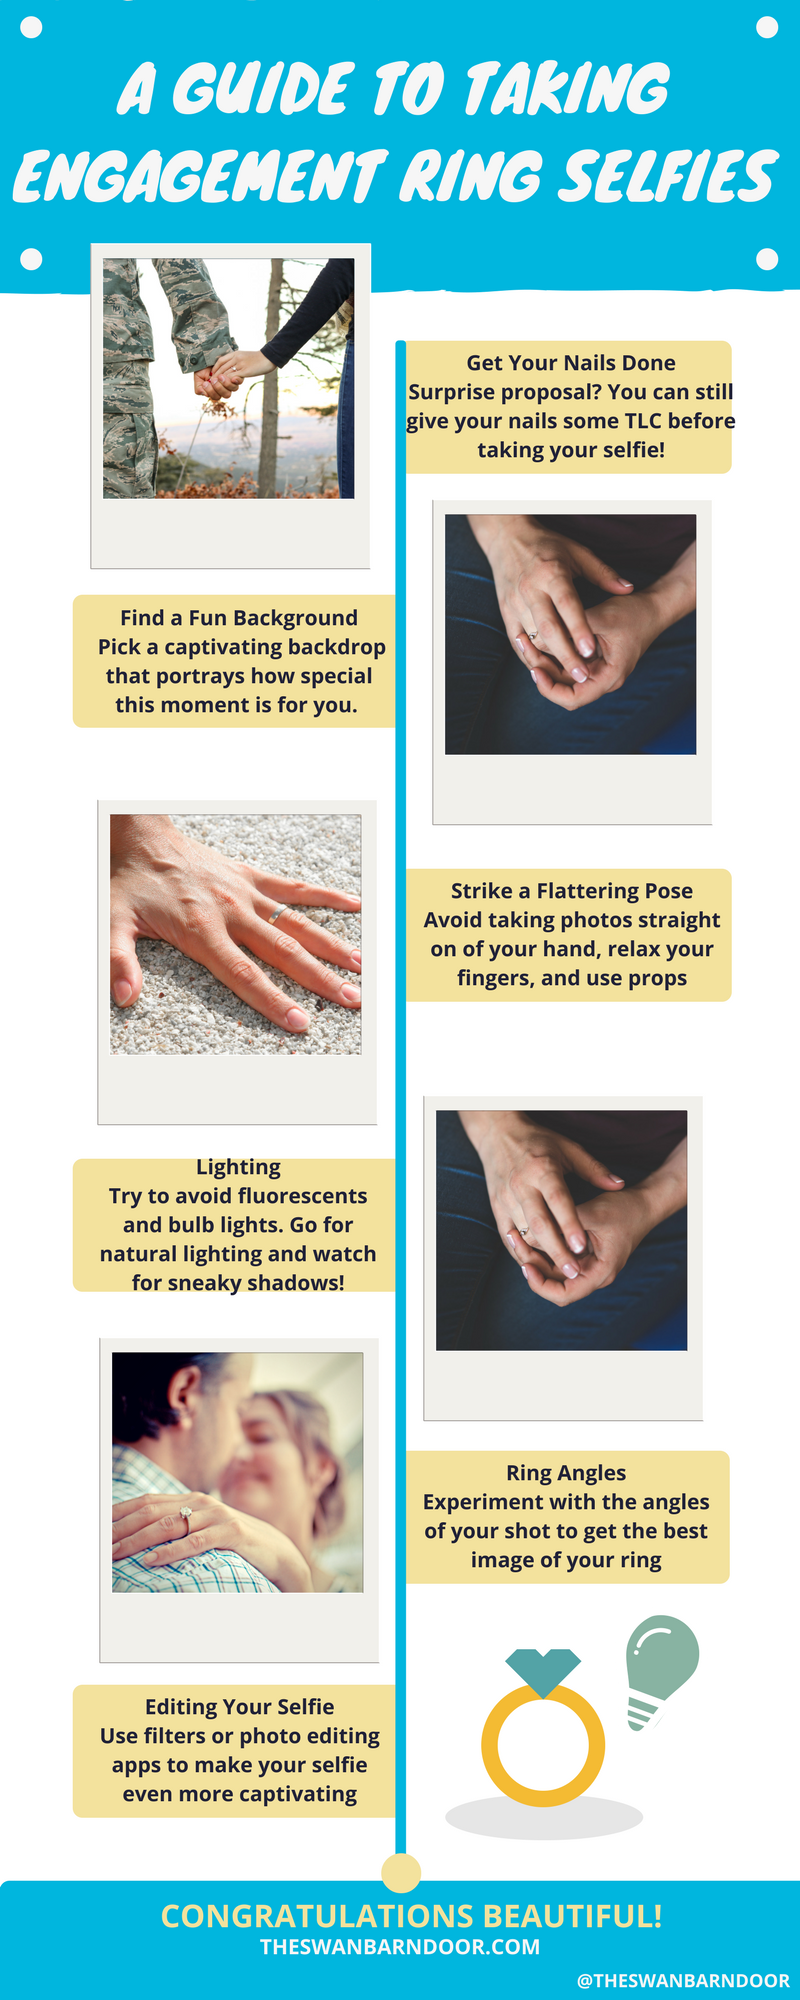 A GUIDE TO TAKING
ENGAGEMENT RING SELFIES
Get Your Nails Done
Surprise proposal? You can still
give your nails some TLC before
taking your selfie!
Find a Fun Background
Pick a captivating backdrop
that portrays how special
this moment is for you.
Strike a Flattering Pose
Avoid taking photos straight
on of your hand, relax your
fingers, and use props
Lighting
Try to avoid fluorescents
and bulb lights. Go for
natural lighting and watch
for sneaky shadows!
Ring Angles
Experiment with the angles
of your shot to get the best
image of your ring
Editing Your Selfie
Use filters or photo editing
apps to make your selfie
even more captivating
CONGRATULATIONS BEAUTIFUL!
THESWANBARNDOOR.COM
@THESWANBARNDOOR